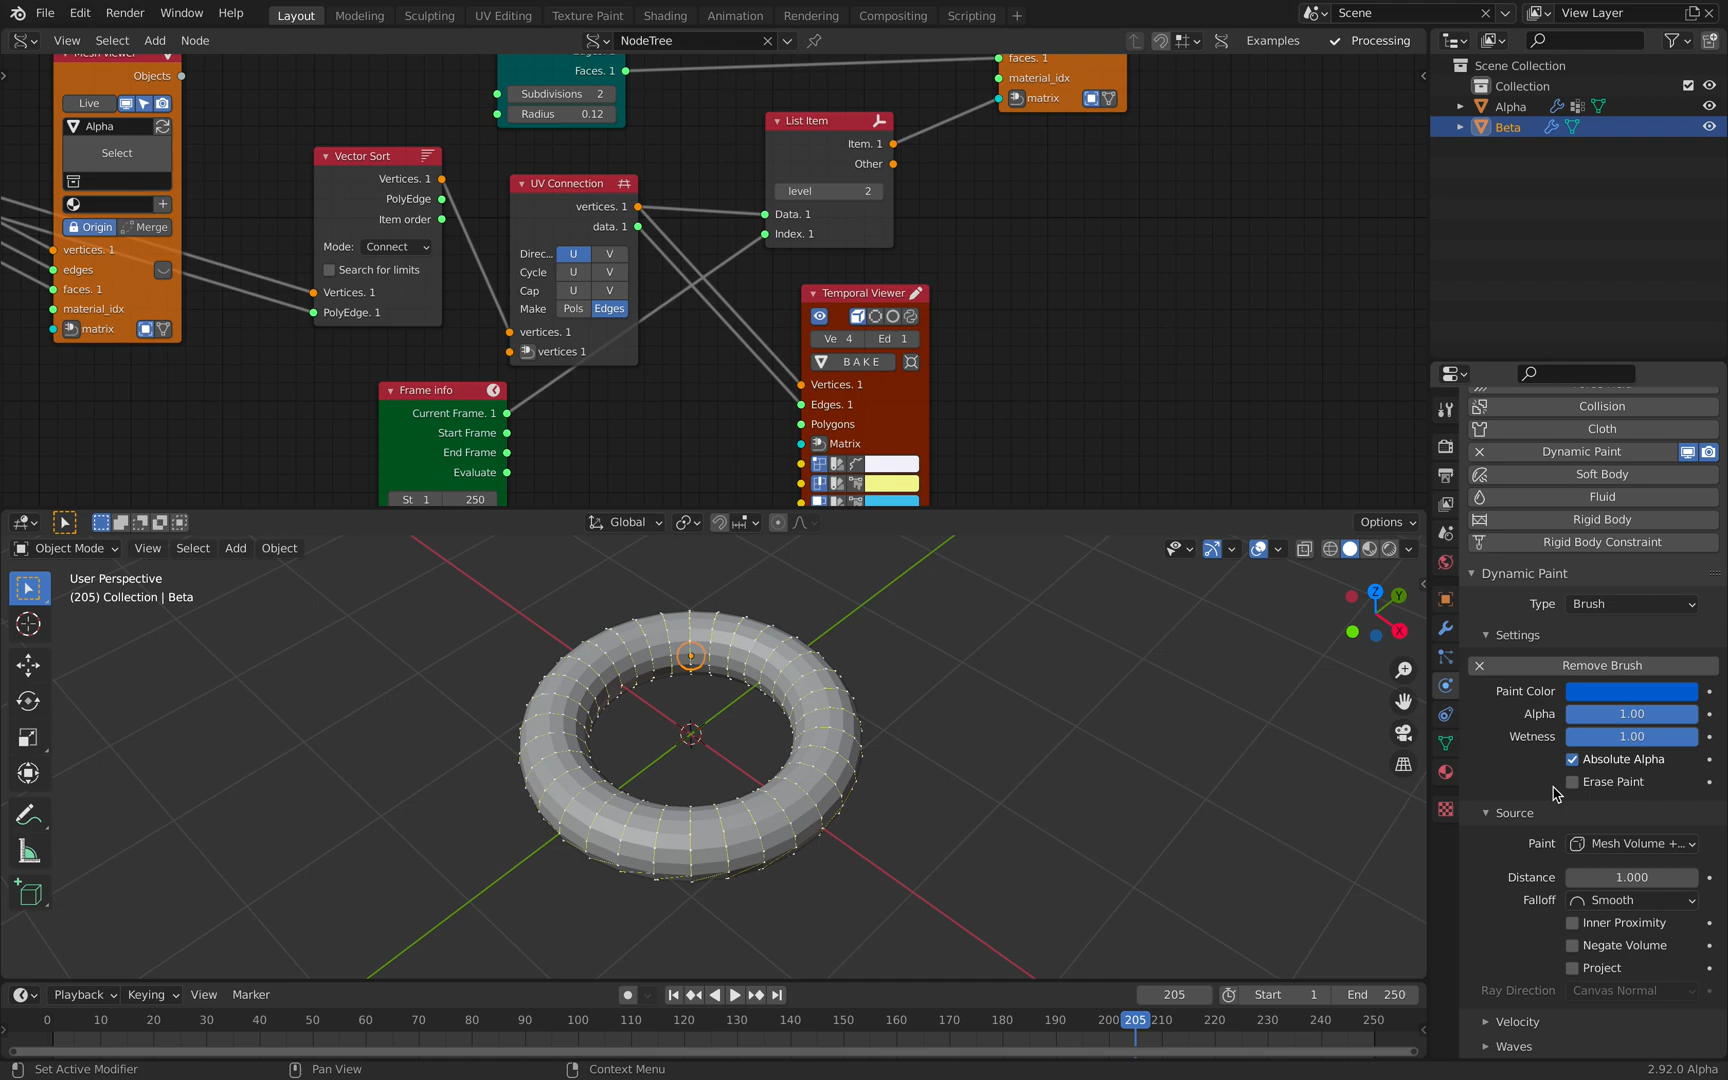 File Edit Render Window Help Layout Modeling Sculpting UV Editing Texture Paint Shading Animation Rendering Compositing Scripting + Scene View Layer
View Select Add Node NodeTree Examples Processing
Objects
Live
Alpha
Select
Origin Merge
vertices. 1
edges
faces. 1
material_idx
matrix
Vector Sort
Vertices. 1
PolyEdge
Item order
Mode: Connect
Search for limits
Vertices. 1
PolyEdge. 1
Faces. 1
Subdivisions 2
Radius 0.12
UV Connection
vertices. 1
data. 1
Direc... U V
Cycle U V
Cap U V
Make Pols Edges
vertices. 1
vertices 1
Frame info
Current Frame. 1
Start Frame
End Frame
Evaluate
St 1 250
List Item
Item. 1
Other
level 2
Data. 1
Index. 1
faces. 1
material_idx
matrix
Temporal Viewer
Ve 4 Ed 1
BAKE
Vertices. 1
Edges. 1
Polygons
Matrix
Scene Collection
Collection
Alpha
Beta
Collision
Cloth
Dynamic Paint
Soft Body
Fluid
Rigid Body
Rigid Body Constraint
Dynamic Paint
Type Brush
Settings
Remove Brush
Paint Color
Alpha 1.00
Wetness 1.00
Absolute Alpha
Erase Paint
Source
Paint Mesh Volume +...
Distance 1.000
Falloff Smooth
Inner Proximity
Negate Volume
Project
Ray Direction Canvas Normal
Velocity
Waves
Global Options
Object Mode View Select Add Object
User Perspective
(205) Collection | Beta
Z
Y
X
Playback Keying View Marker 205 Start 1 End 250
0 10 20 30 40 50 60 70 80 90 100 110 120 130 140 150 160 170 180 190 200 205 210 220 230 240 250
Set Active Modifier Pan View Context Menu 2.92.0 Alpha